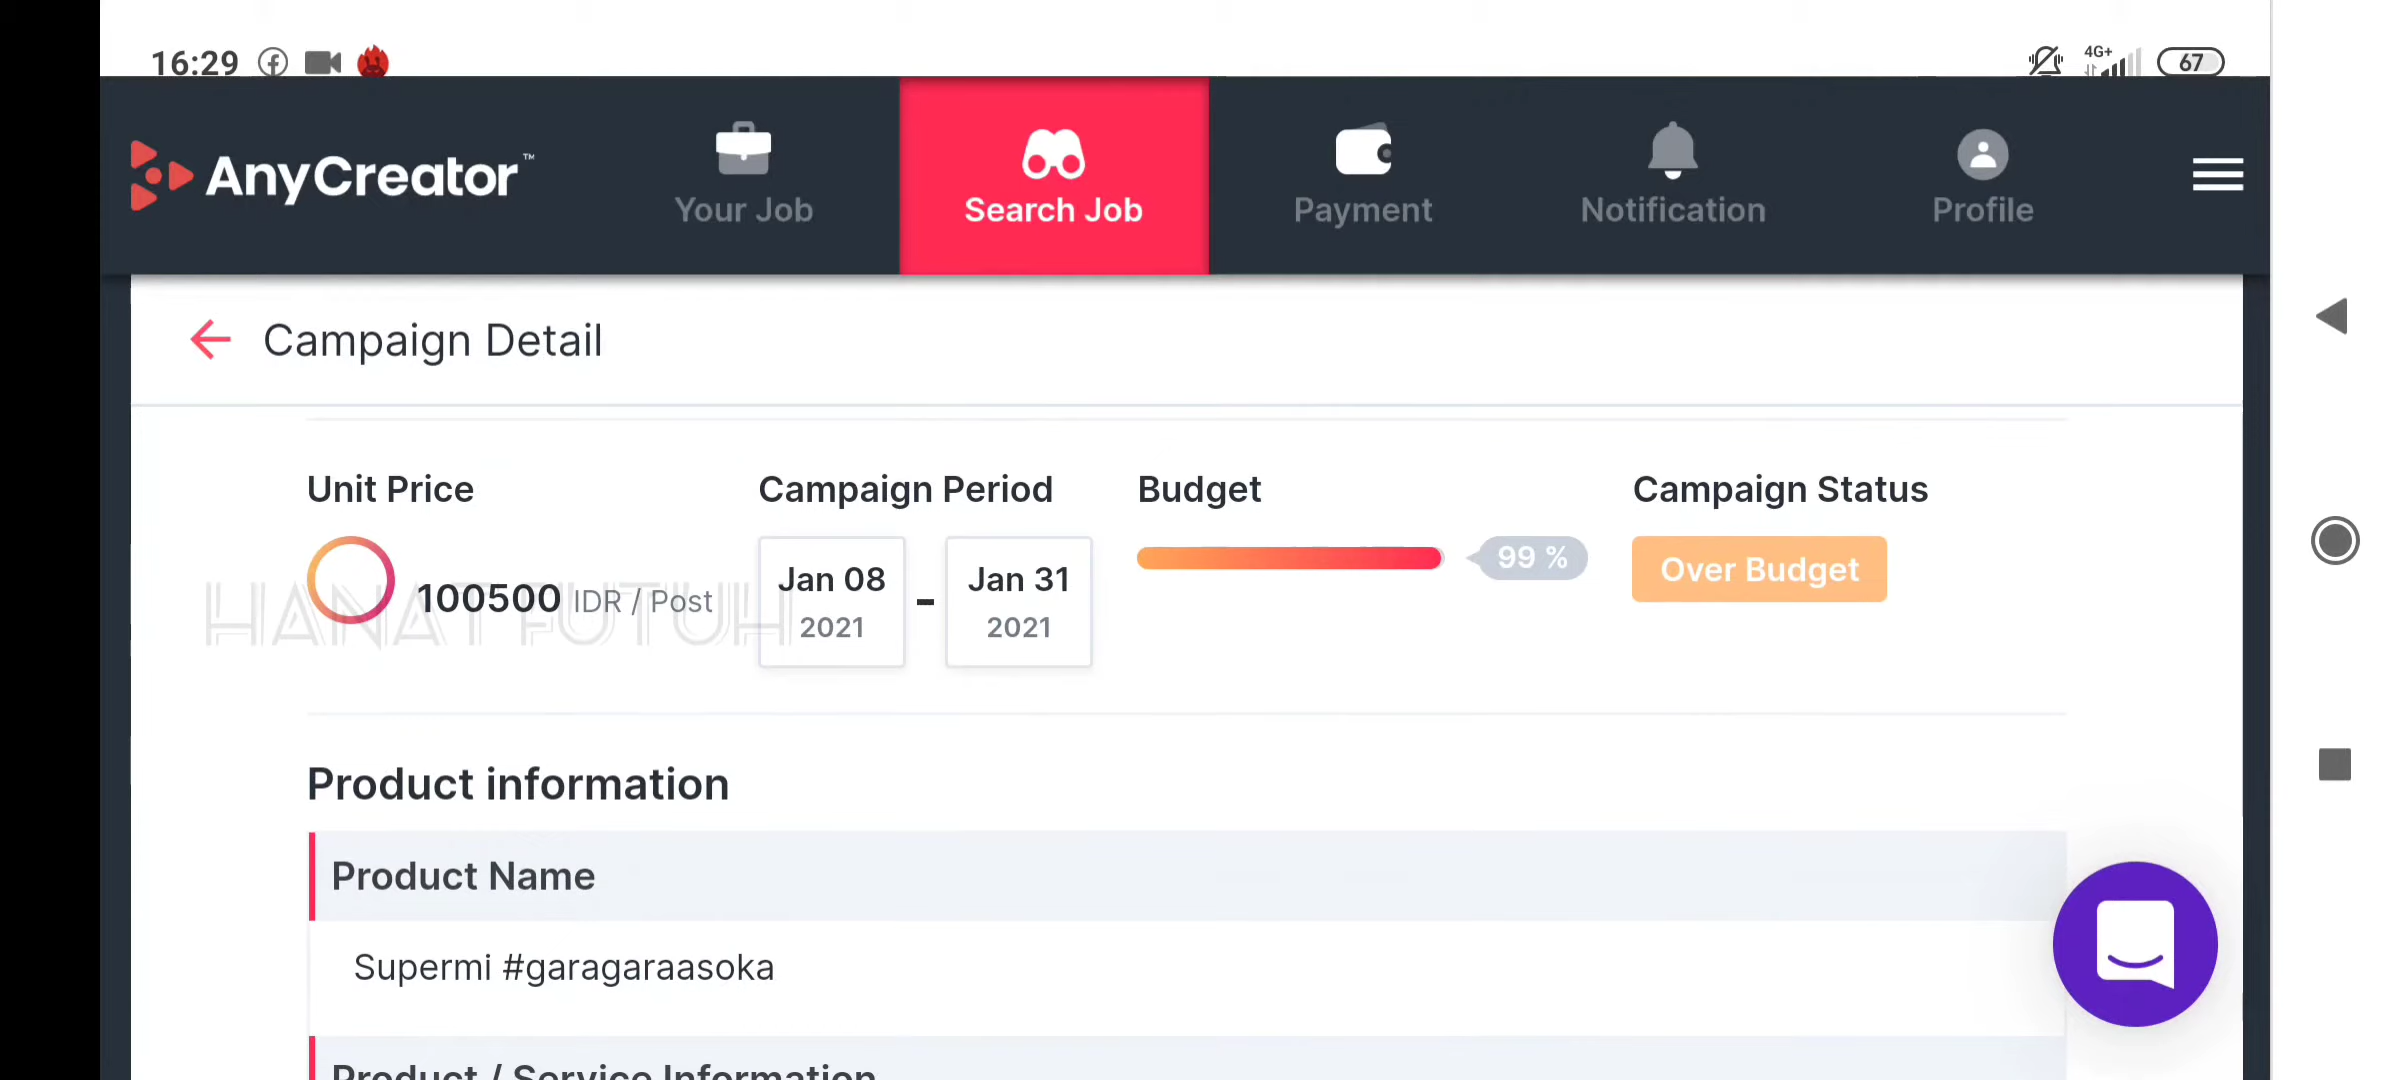 16:29 4G+ 67
AnyCreator™
Your Job
Search Job
Payment
Notification
Profile
Campaign Detail
Unit Price
Campaign Period
Budget
Campaign Status
100500 IDR / Post
Jan 08
2021
-
Jan 31
2021
99 %
Over Budget
HANAT FUTUH
Product information
Product Name
Supermi #garagaraasoka
Product / Service Information